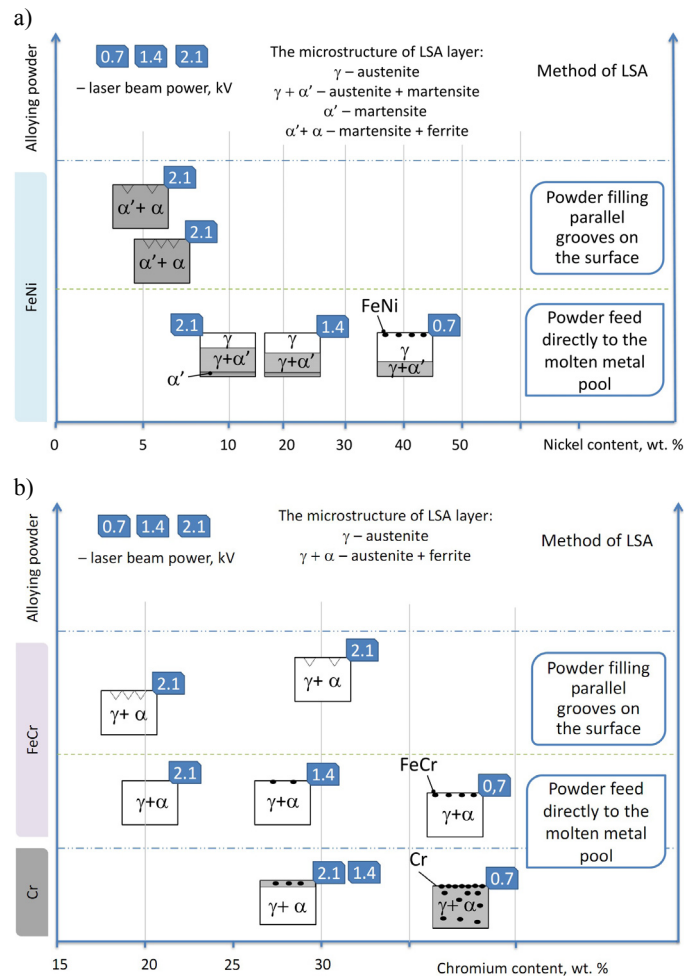 a)
0.7 1.4 2.1
– laser beam power, kV
The microstructure of LSA layer:
γ – austenite
γ + α' – austenite + martensite
α' – martensite
α'+ α – martensite + ferrite
Method of LSA
Alloying powder
FeNi
2.1
α'+ α
2.1
α'+ α
Powder filling
parallel
grooves on
the surface
2.1
γ
γ+α'
α'
1.4
γ
γ+α'
FeNi
0.7
γ
γ+α'
Powder feed
directly to the
molten metal
pool
0 5 10 20 30 40 50 Nickel content, wt. %
b)
0.7 1.4 2.1
– laser beam power, kV
The microstructure of LSA layer:
γ – austenite
γ + α – austenite + ferrite
Method of LSA
Alloying powder
FeCr
2.1
γ+ α
2.1
γ+ α
Powder filling
parallel
grooves on
the surface
2.1
γ+α
1.4
γ+α
FeCr
0,7
γ+α
Powder feed
directly to the
molten metal
pool
Cr
2.1 1.4
γ+ α
Cr
0.7
γ+ α
15 20 30 Chromium content, wt. %